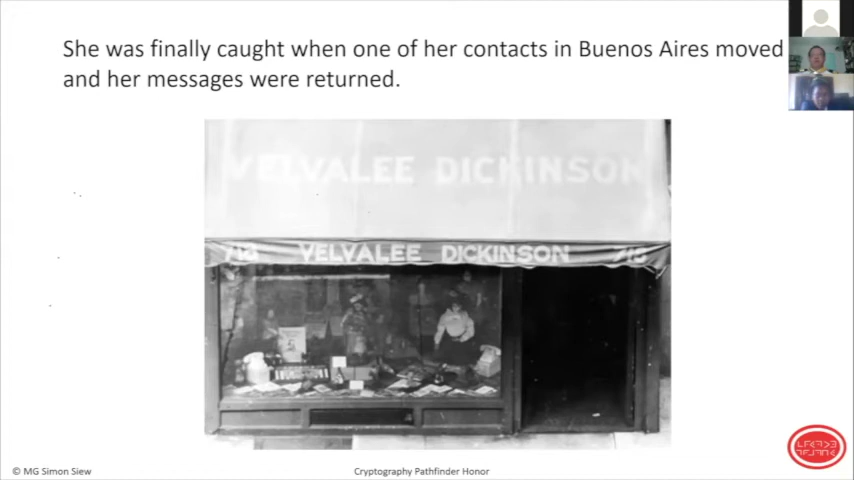 She was finally caught when one of her contacts in Buenos Aires moved
and her messages were returned.
VELVALEE DICKINSON
VELVALEE DICKINSON
© MG Simon Siew
Cryptography Pathfinder Honor